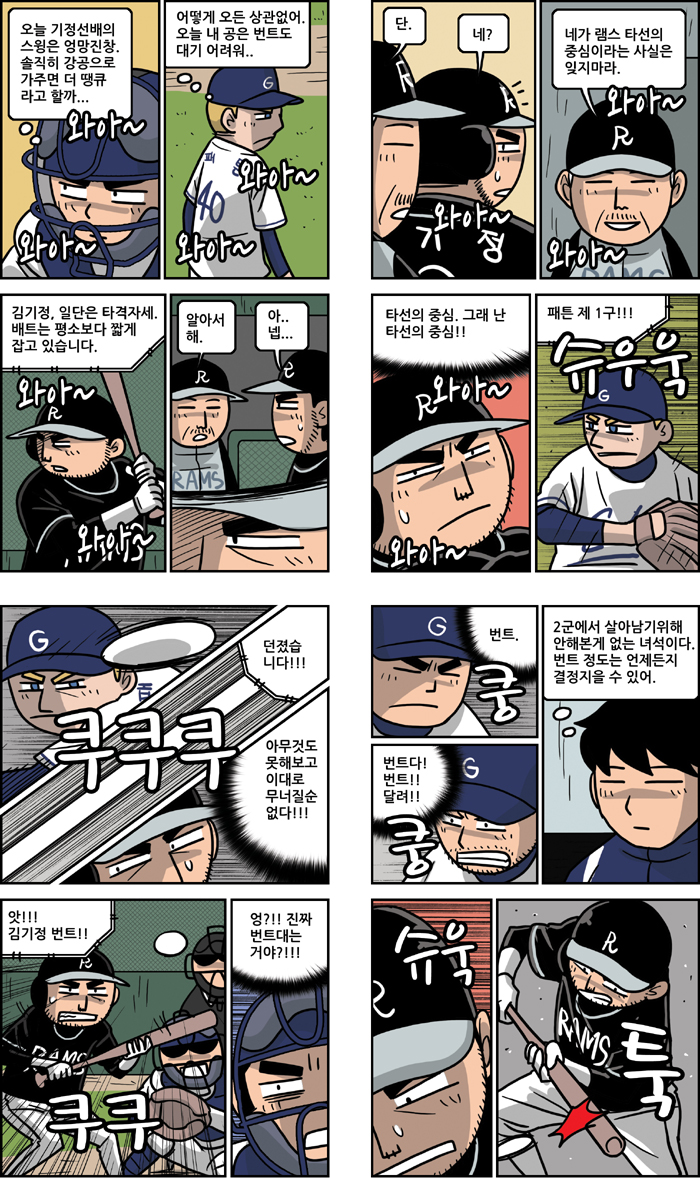 오늘 기정선배의
스윙은 엉망진창.
솔직히 강공으로
가주면 더 땡큐
라고 할까...
와아~
와아~
어떻게 오든 상관없어.
오늘 내 공은 번트도
대기 어려워..
G
패
40
와아~
와아~
김기정, 일단은 타격자세.
배트는 평소보다 짧게
잡고 있습니다.
와아~
R
와아~
알아서
해.
아..
넵...
R
R
RAMS
단.
네?
R
R
와아~
기정
네가 램스 타선의
중심이라는 사실은
잊지마라.
와아~
R
와아~
RAMS
타선의 중심. 그래 난
타선의 중심!!
R
와아~
와아~
패튼 제 1구!!!
슈우욱
G
던졌습
니다!!!
G
쿠쿠쿠
아무것도
못해보고
이대로
무너질순
없다!!!
앗!!!
김기정 번트!!
R
RAMS
쿠쿠
엉?!! 진짜
번트대는
거야?!!!
번트.
G
쿵
번트다!
번트!!
달려!!
G
쿵
2군에서 살아남기위해
안해본게 없는 녀석이다.
번트 정도는 언제든지
결정지을 수 있어.
슈욱
R
R
RAMS
툭